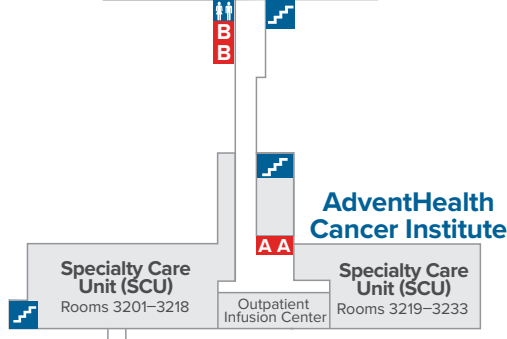 B
B
AdventHealth
Cancer Institute
A A
Specialty Care
Unit (SCU)
Rooms 3201–3218
Outpatient
Infusion Center
Specialty Care
Unit (SCU)
Rooms 3219–3233